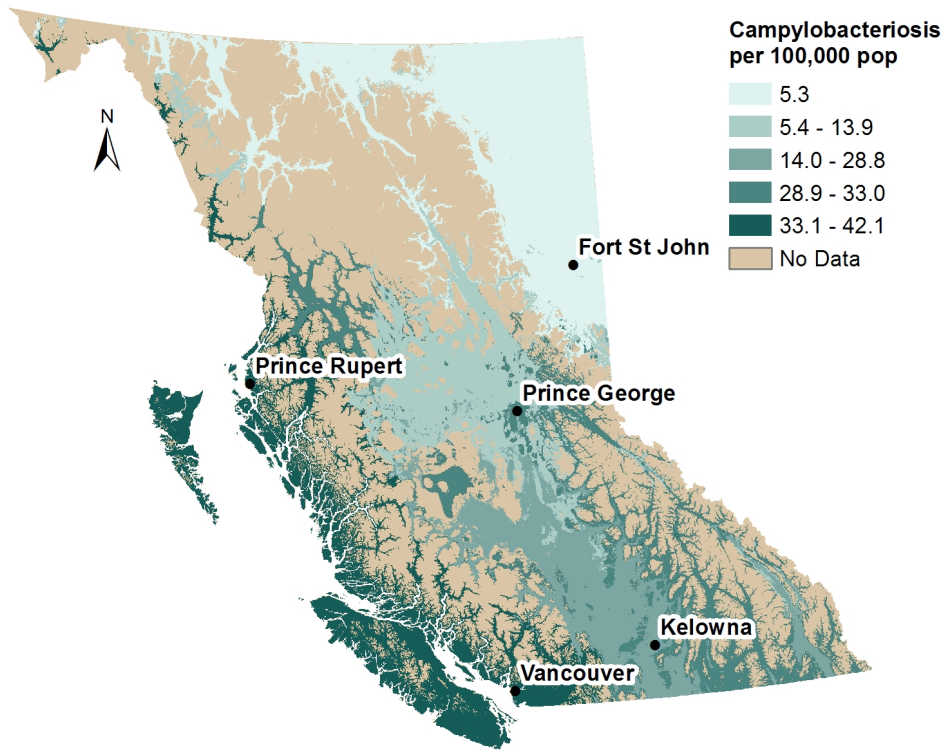 Campylobacteriosis
per 100,000 pop
5.3
5.4 - 13.9
14.0 - 28.8
28.9 - 33.0
33.1 - 42.1
No Data
N
Fort St John
Prince Rupert
Prince George
Kelowna
Vancouver